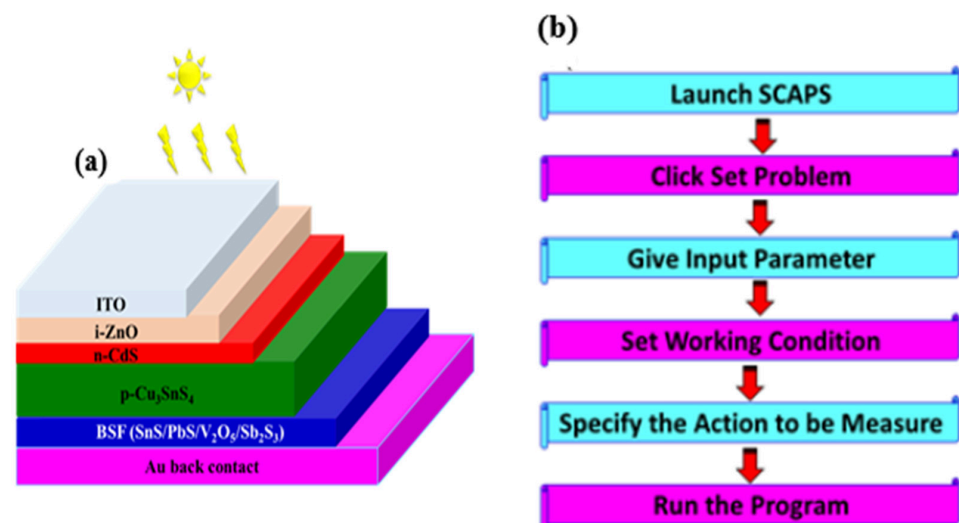 (a)
ITO
i-ZnO
n-CdS
p-Cu₃SnS₄
BSF (SnS/PbS/V₂O₅/Sb₂S₃)
Au back contact
(b)
Launch SCAPS
Click Set Problem
Give Input Parameter
Set Working Condition
Specify the Action to be Measure
Run the Program